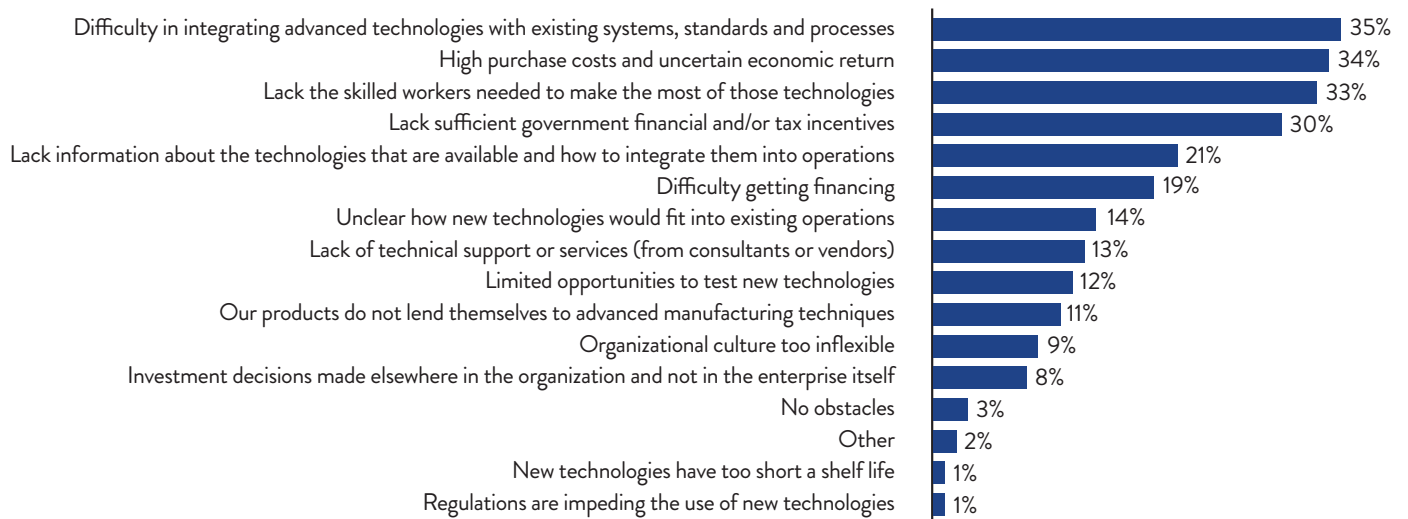 Difficulty in integrating advanced technologies with existing systems, standards and processes 35%
High purchase costs and uncertain economic return 34%
Lack the skilled workers needed to make the most of those technologies 33%
Lack sufficient government financial and/or tax incentives 30%
Lack information about the technologies that are available and how to integrate them into operations 21%
Difficulty getting financing 19%
Unclear how new technologies would fit into existing operations 14%
Lack of technical support or services (from consultants or vendors) 13%
Limited opportunities to test new technologies 12%
Our products do not lend themselves to advanced manufacturing techniques 11%
Organizational culture too inflexible 9%
Investment decisions made elsewhere in the organization and not in the enterprise itself 8%
No obstacles 3%
Other 2%
New technologies have too short a shelf life 1%
Regulations are impeding the use of new technologies 1%